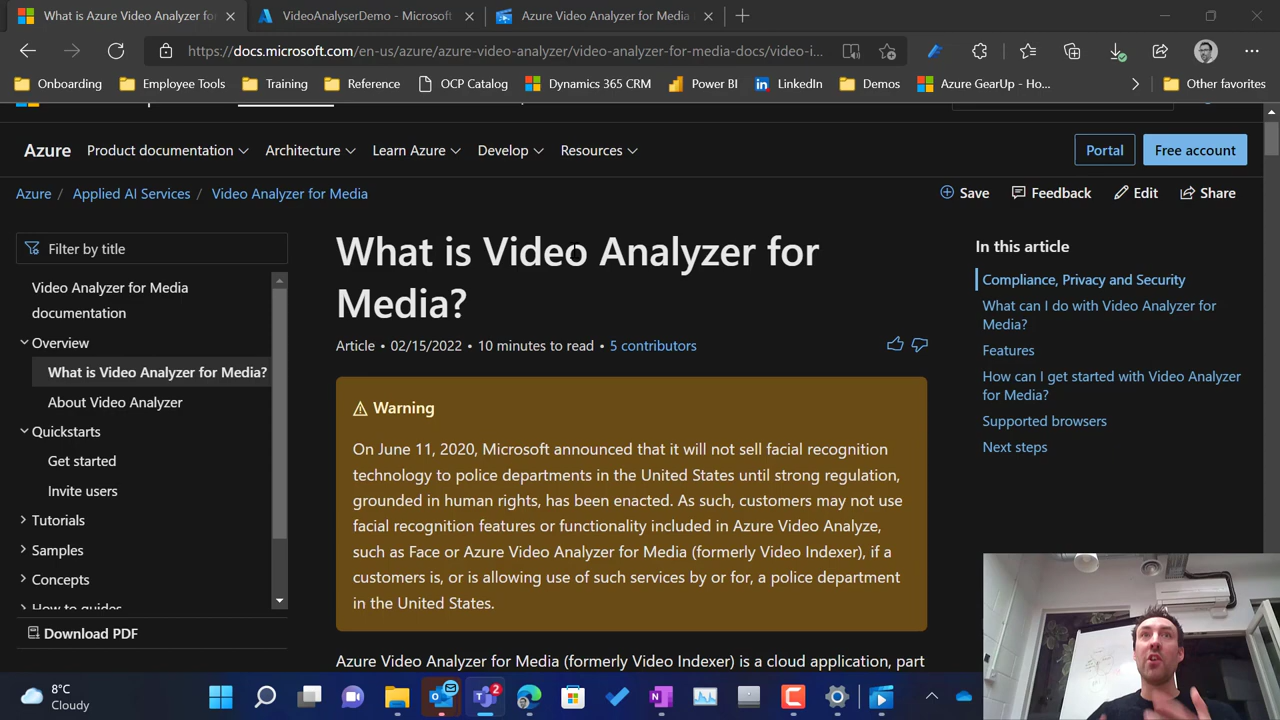 What is Azure Video Analyzer for
VideoAnalyserDemo - Microsoft
Azure Video Analyzer for Media
https://docs.microsoft.com/en-us/azure/azure-video-analyzer/video-analyzer-for-media-docs/video-i...
Onboarding
Employee Tools
Training
Reference
OCP Catalog
Dynamics 365 CRM
Power BI
LinkedIn
Demos
Azure GearUp - Ho...
Other favorites
Azure
Product documentation
Architecture
Learn Azure
Develop
Resources
Portal
Free account
Azure / Applied AI Services / Video Analyzer for Media
Save
Feedback
Edit
Share
Filter by title
Video Analyzer for Media
documentation
Overview
What is Video Analyzer for Media?
About Video Analyzer
Quickstarts
Get started
Invite users
Tutorials
Samples
Concepts
How to guides
Download PDF
What is Video Analyzer for
Media?
Article • 02/15/2022 • 10 minutes to read • 5 contributors
Warning
On June 11, 2020, Microsoft announced that it will not sell facial recognition
technology to police departments in the United States until strong regulation,
grounded in human rights, has been enacted. As such, customers may not use
facial recognition features or functionality included in Azure Video Analyze,
such as Face or Azure Video Analyzer for Media (formerly Video Indexer), if a
customers is, or is allowing use of such services by or for, a police department
in the United States.
Azure Video Analyzer for Media (formerly Video Indexer) is a cloud application, part
In this article
Compliance, Privacy and Security
What can I do with Video Analyzer for
Media?
Features
How can I get started with Video Analyzer
for Media?
Supported browsers
Next steps
8°C
Cloudy
2